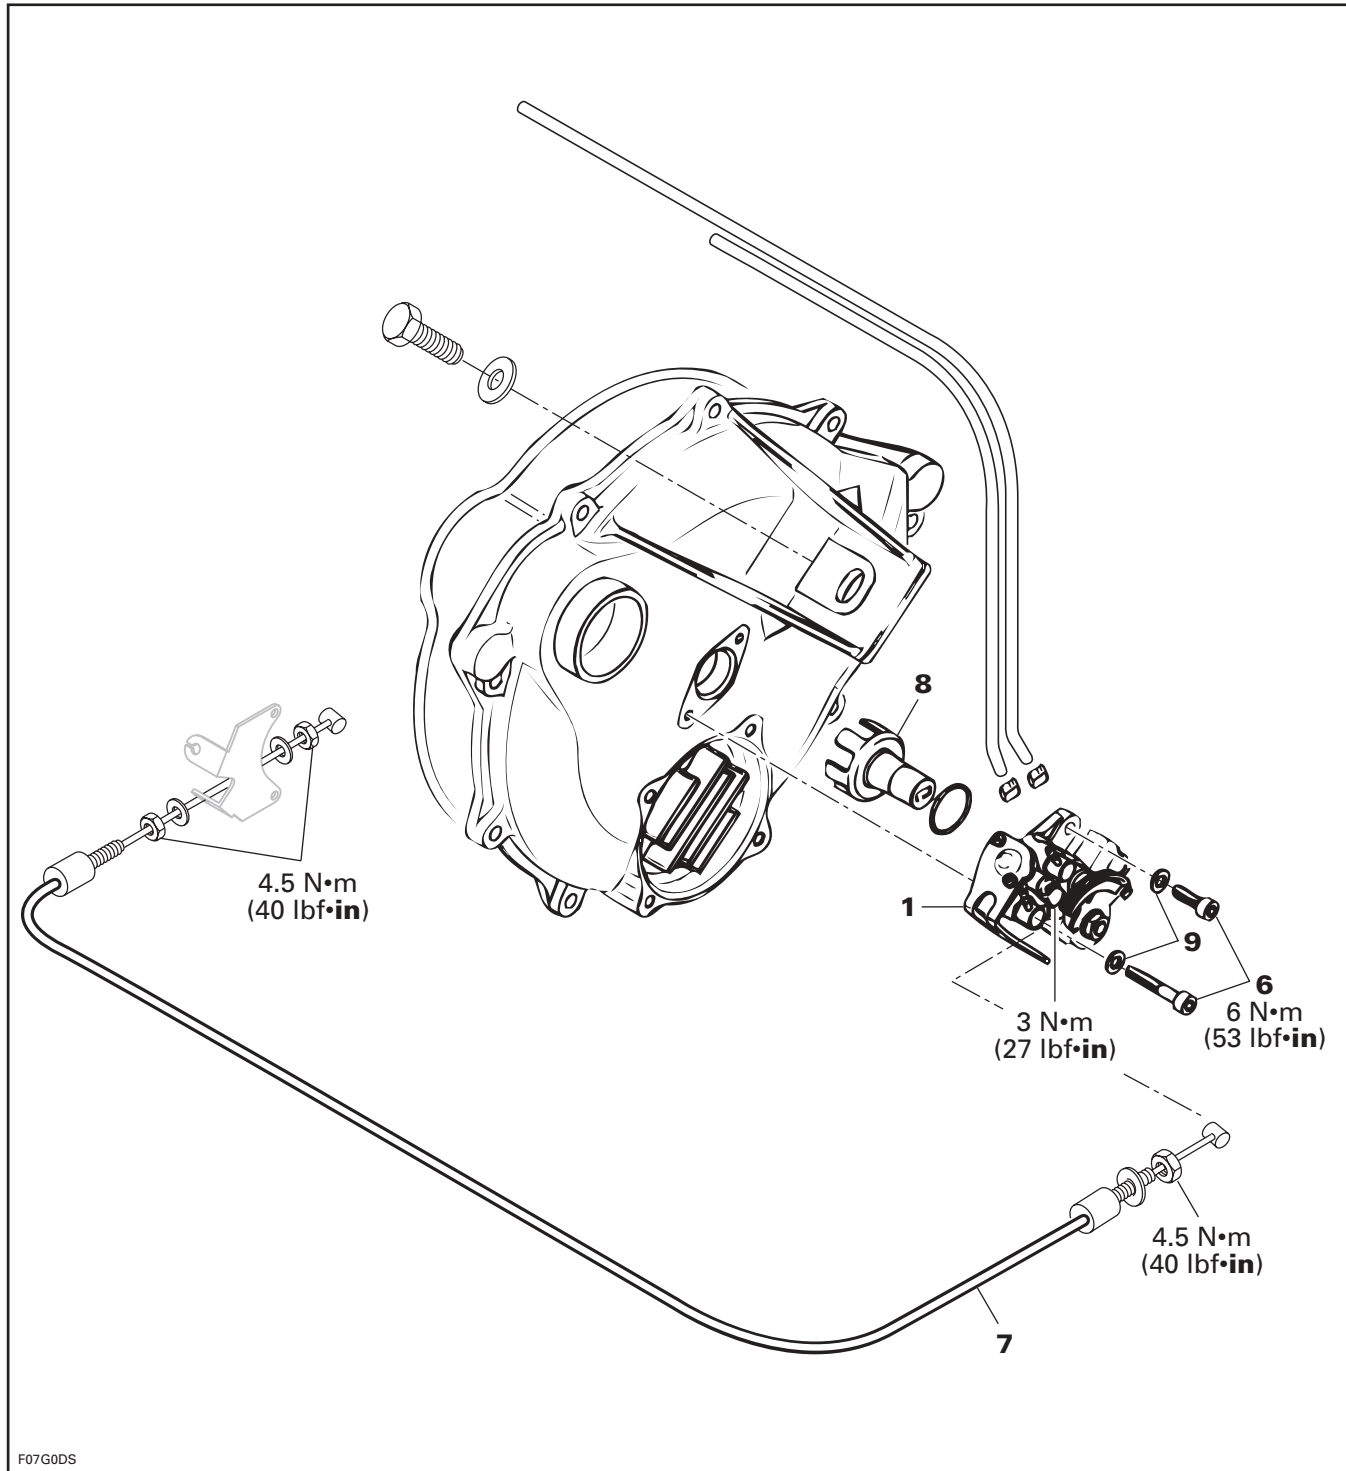 8
4.5 N•m
(40 lbf•in)
1
9
6
6 N•m
(53 lbf•in)
3 N•m
(27 lbf•in)
4.5 N•m
(40 lbf•in)
7
F07G0DS